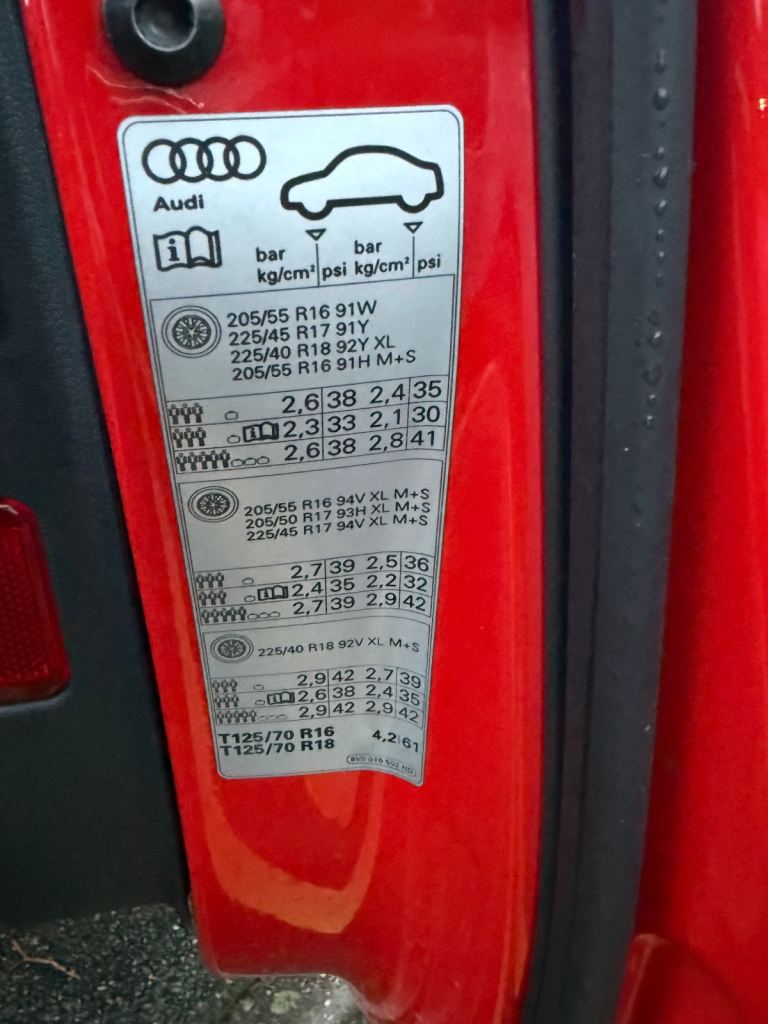 Audi
bar bar
kg/cm² psi kg/cm² psi
205/55 R16 91W
225/45 R17 91Y
225/40 R18 92Y XL
205/55 R16 91H M+S
2,6 38 2,4 35
2,3 33 2,1 30
2,6 38 2,8 41
205/55 R16 94V XL M+S
205/50 R17 93H XL M+S
225/45 R17 94V XL M+S
2,7 39 2,5 36
2,4 35 2,2 32
2,7 39 2,9 42
225/40 R18 92V XL M+S
2,9 42 2,7 39
2,6 38 2,4 35
2,9 42 2,9 42
T125/70 R16 4,2 61
T125/70 R18